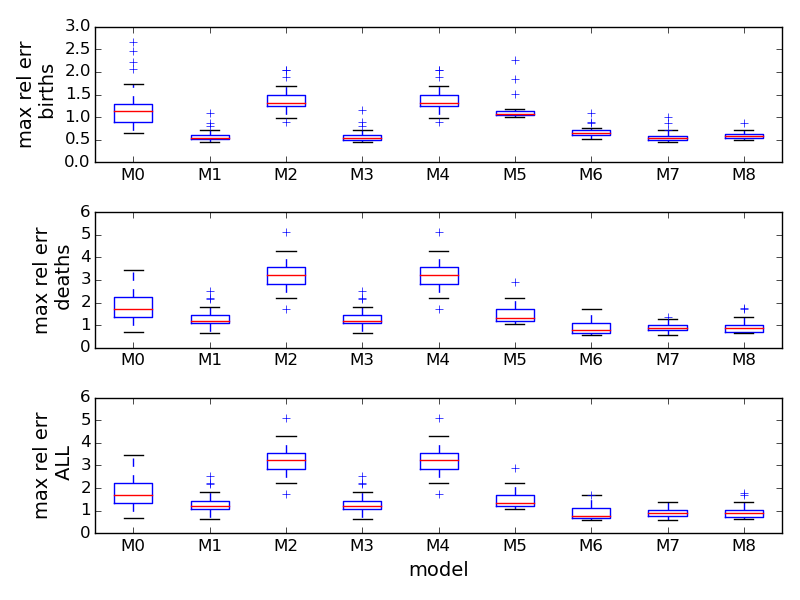 max rel err
births
3.0
2.5
2.0
1.5
1.0
0.5
0.0
M0 M1 M2 M3 M4 M5 M6 M7 M8
max rel err
deaths
6
5
4
3
2
1
0
M0 M1 M2 M3 M4 M5 M6 M7 M8
max rel err
ALL
6
5
4
3
2
1
0
M0 M1 M2 M3 M4 M5 M6 M7 M8
model